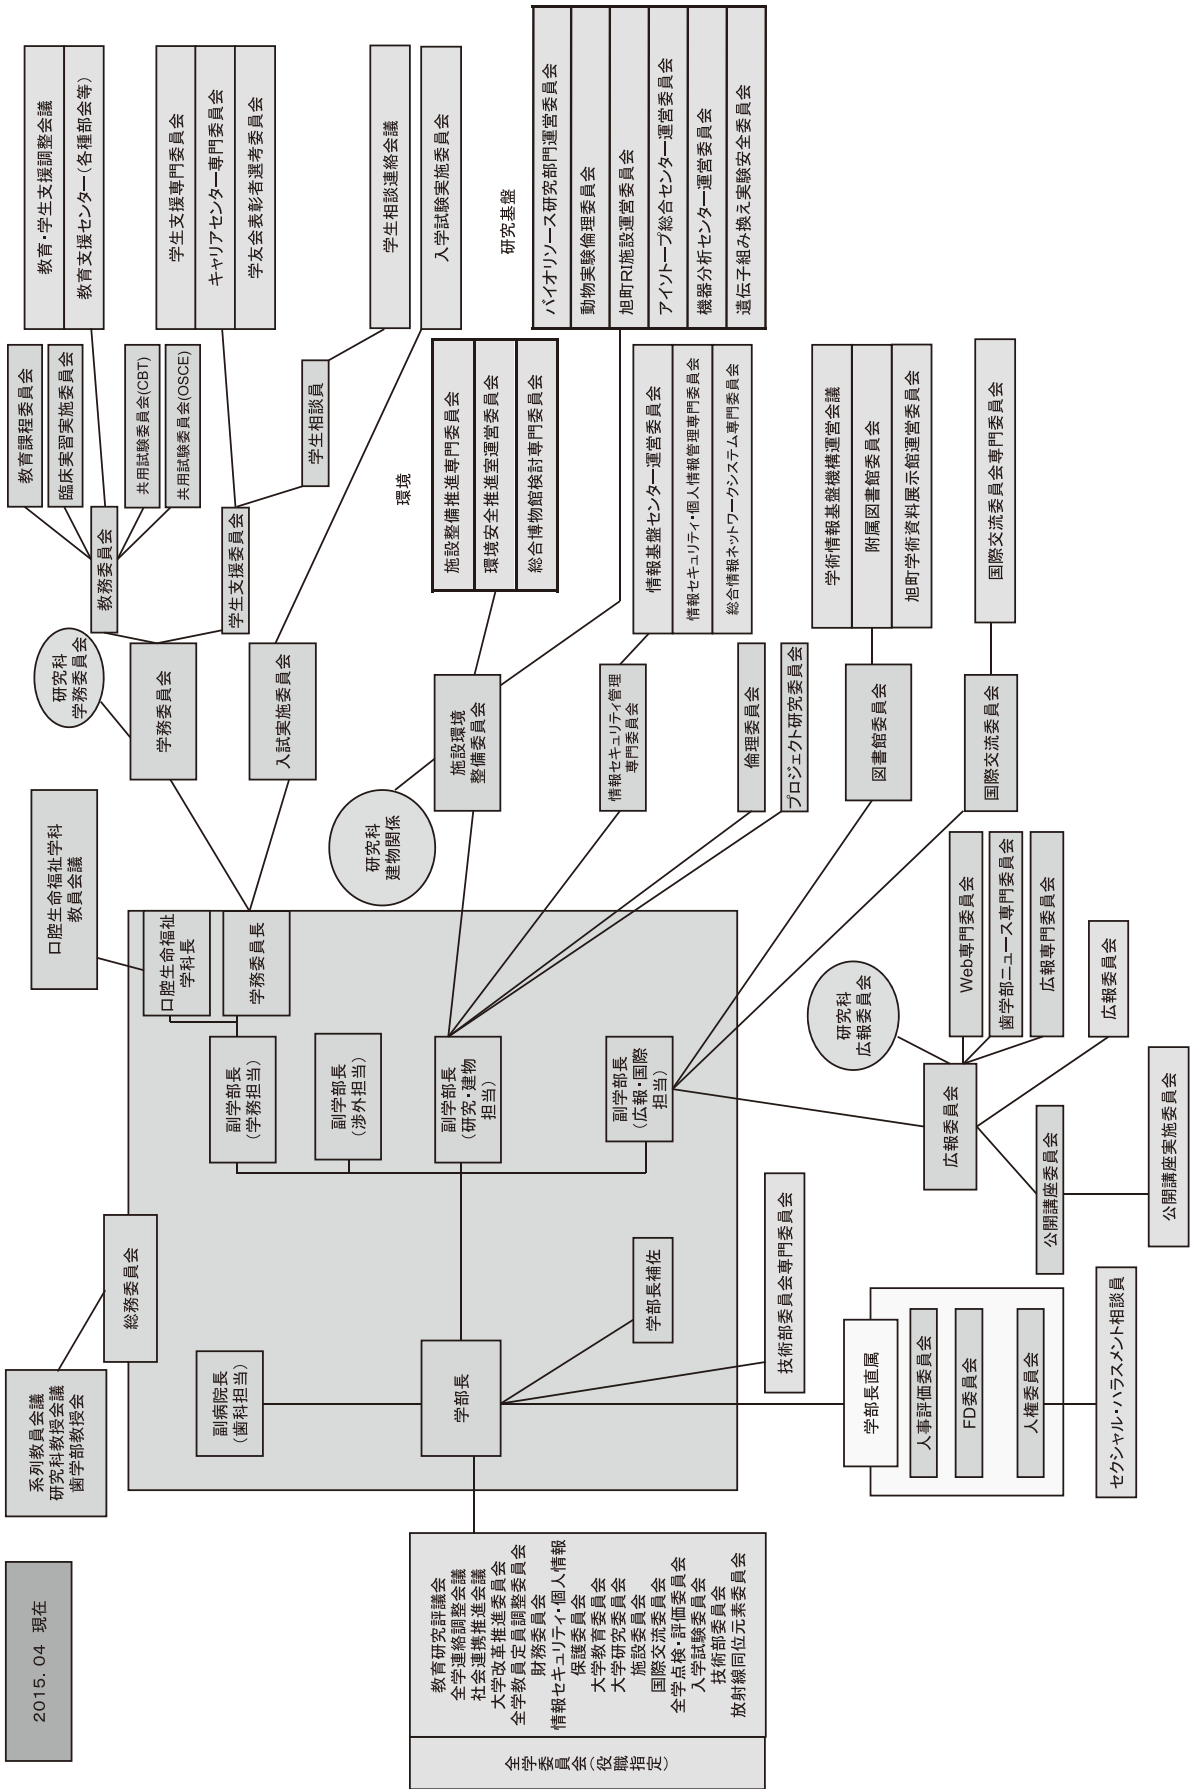 2015. 04 現在
系列教員会議
研究科教授会議
歯学部教授会
総務委員会
口腔生命福祉学科
教員会議
研究科
学務委員会
学務委員会
教務委員会
教育課程委員会
臨床実習実施委員会
共用試験委員会(CBT)
共用試験委員会(OSCE)
教育・学生支援調整会議
教育支援センター(各種部会等)
学生支援委員会
学生支援専門委員会
キャリアセンター専門委員会
学友会表彰者選考委員会
学生相談員
学生相談連絡会議
入試実施委員会
入学試験実施委員会
全学委員会(役職指定)
教育研究評議会
全学連絡調整会議
社会連携推進会議
大学改革推進委員会
全学教員定員調整委員会
財務委員会
情報セキュリティ・個人情報
保護委員会
大学教育委員会
大学研究委員会
施設委員会
国際交流委員会
全学点検・評価委員会
入学試験委員会
技術部委員会
放射線同位元素委員会
副病院長
(歯科担当)
学部長
学部長補佐
副学部長
(学務担当)
副学部長
(渉外担当)
副学部長
(研究・建物
担当)
副学部長
(広報・国際
担当)
口腔生命福祉
学科長
学務委員長
研究科
建物関係
施設環境
整備委員会
環境
施設整備推進専門委員会
環境安全推進室運営委員会
総合博物館検討専門委員会
研究基盤
バイオリソース研究部門運営委員会
動物実験倫理委員会
旭町RI施設運営委員会
アイソトープ総合センター運営委員会
機器分析センター運営委員会
遺伝子組み換え実験安全委員会
情報セキュリティ管理
専門委員会
情報基盤センター運営委員会
情報セキュリティ・個人情報管理専門委員会
総合情報ネットワークシステム専門委員会
倫理委員会
プロジェクト研究委員会
図書館委員会
学術情報基盤機構運営会議
附属図書館委員会
旭町学術資料展示館運営委員会
国際交流委員会
国際交流委員会専門委員会
研究科
広報委員会
広報委員会
Web専門委員会
歯学部ニュース専門委員会
広報専門委員会
広報委員会
公開講座委員会
公開講座実施委員会
技術部委員会専門委員会
学部長直属
人事評価委員会
FD委員会
人権委員会
セクシャル・ハラスメント相談員